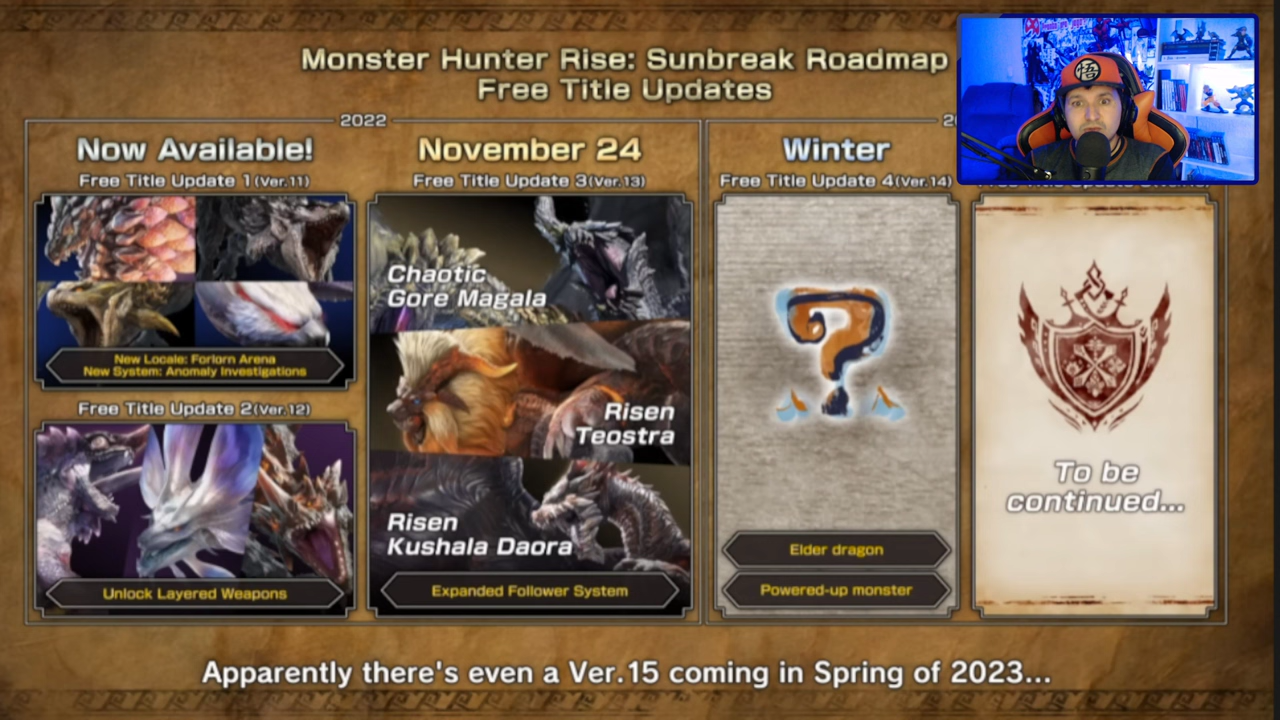 Monster Hunter Rise: Sunbreak Roadmap
Free Title Updates
2022
Now Available!
Free Title Update 1(Ver.11)
New Locale: Forlorn Arena
New System: Anomaly Investigations
Free Title Update 2(Ver.12)
Unlock Layered Weapons
November 24
Free Title Update 3(Ver.13)
Chaotic
Gore Magala
Risen
Teostra
Risen
Kushala Daora
Expanded Follower System
Winter
Free Title Update 4(Ver.14)
Elder dragon
Powered-up monster
To be
continued...
Apparently there's even a Ver.15 coming in Spring of 2023...